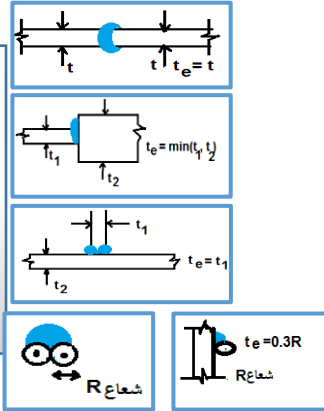 t t tₑ= t
t₁
t₂
tₑ=min(t₁, t₂)
t₁
t₂
tₑ=t₁
شعاع R
tₑ=0.3R
شعاع R